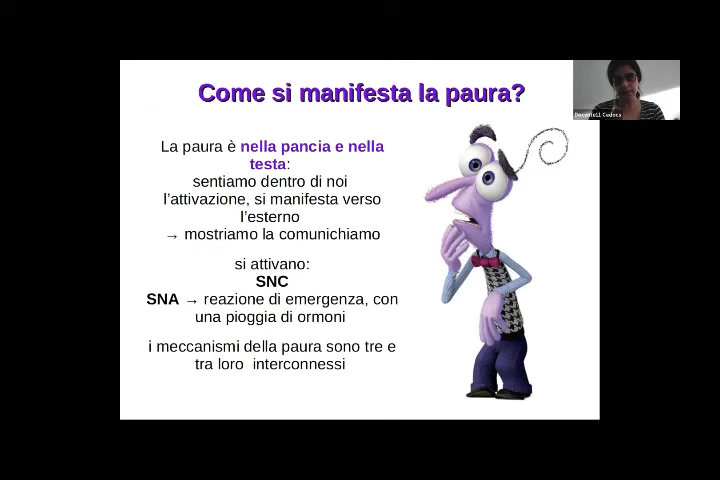 Come si manifesta la paura?
Docente11 Cedocs
La paura è nella pancia e nella
testa:
sentiamo dentro di noi
l'attivazione, si manifesta verso
l'esterno
→ mostriamo la comunichiamo
si attivano:
SNC
SNA → reazione di emergenza, con
una pioggia di ormoni
i meccanismi della paura sono tre e
tra loro interconnessi